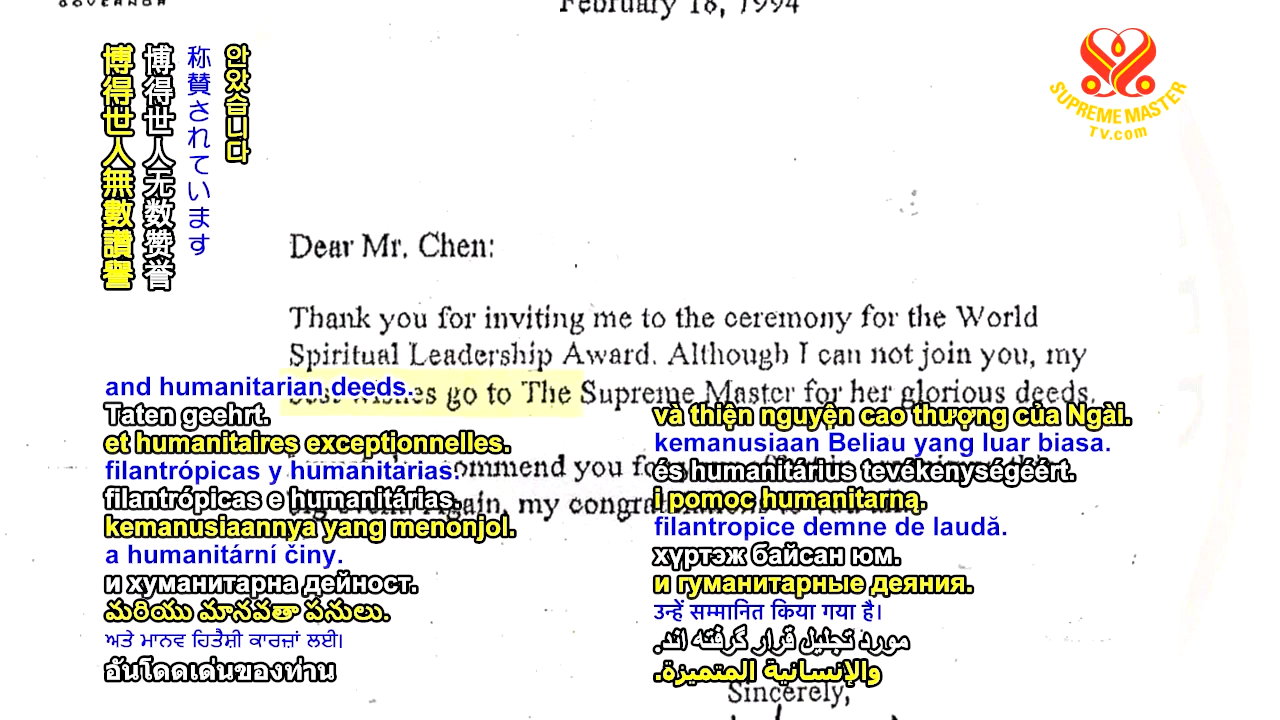 GOVERNOR
February 18, 1994
SUPREME MASTER
TV.com
안았습니다
称賛されています
博得世人无数赞誉
博得世人無數讚譽
Dear Mr. Chen:
Thank you for inviting me to the ceremony for the World
Spiritual Leadership Award. Although I can not join you, my
best wishes go to The Supreme Master for her glorious deeds.
commend you for
Again, my
Sincerely,
and humanitarian deeds.
Taten geehrt.
et humanitaires exceptionnelles.
filantrópicas y humanitarias.
filantrópicas e humanitárias.
kemanusiaannya yang menonjol.
a humanitární činy.
и хуманитарна дейност.
మరియు మానవతా పనులు.
ਅਤੇ ਮਾਨਵ ਹਿਤੈਸ਼ੀ ਕਾਰਜ਼ਾਂ ਲਈ।
อันโดดเด่นของท่าน
và thiện nguyện cao thượng của Ngài.
kemanusiaan Beliau yang luar biasa.
és humanitárius tevékenységéért.
i pomoc humanitarną.
filantropice demne de laudă.
хүртэж байсан юм.
и гуманитарные деяния.
उन्हें सम्मानित किया गया है।
مورد تجلیل قرار گرفته اند.
والإنسانية المتميزة.